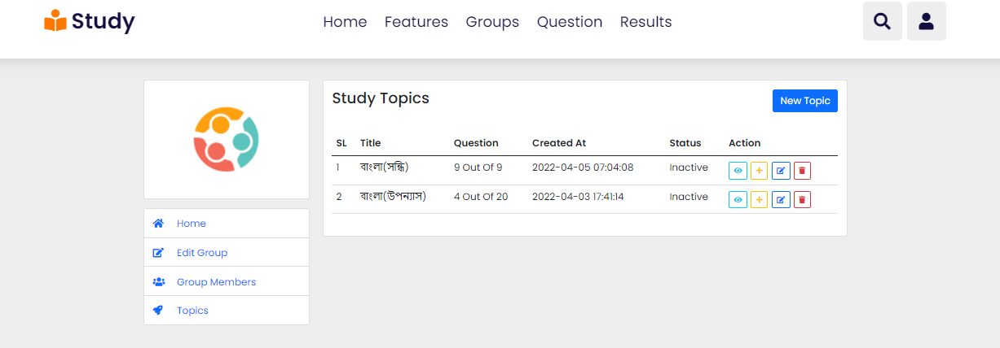 Study
Home Features Groups Question Results
Study Topics
New Topic
SL Title Question Created At Status Action
1 বাংলা(সন্ধি) 9 Out Of 9 2022-04-05 07:04:08 Inactive
2 বাংলা(উপন্যাস) 4 Out Of 20 2022-04-03 17:41:14 Inactive
Home
Edit Group
Group Members
Topics